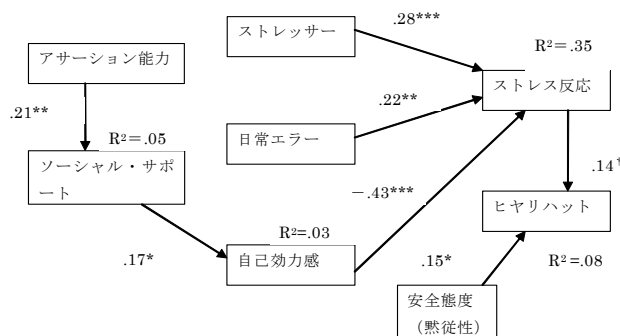 ストレッサー
.28***
R²=.35
アサーション能力
ストレス反応
.21**
.22**
R²=.05
日常エラー
ソーシャル・サポ
ート
−.43***
.14†
ヒヤリハット
R²=.03
.17*
自己効力感
.15*
R²=.08
安全態度
（黙従性）